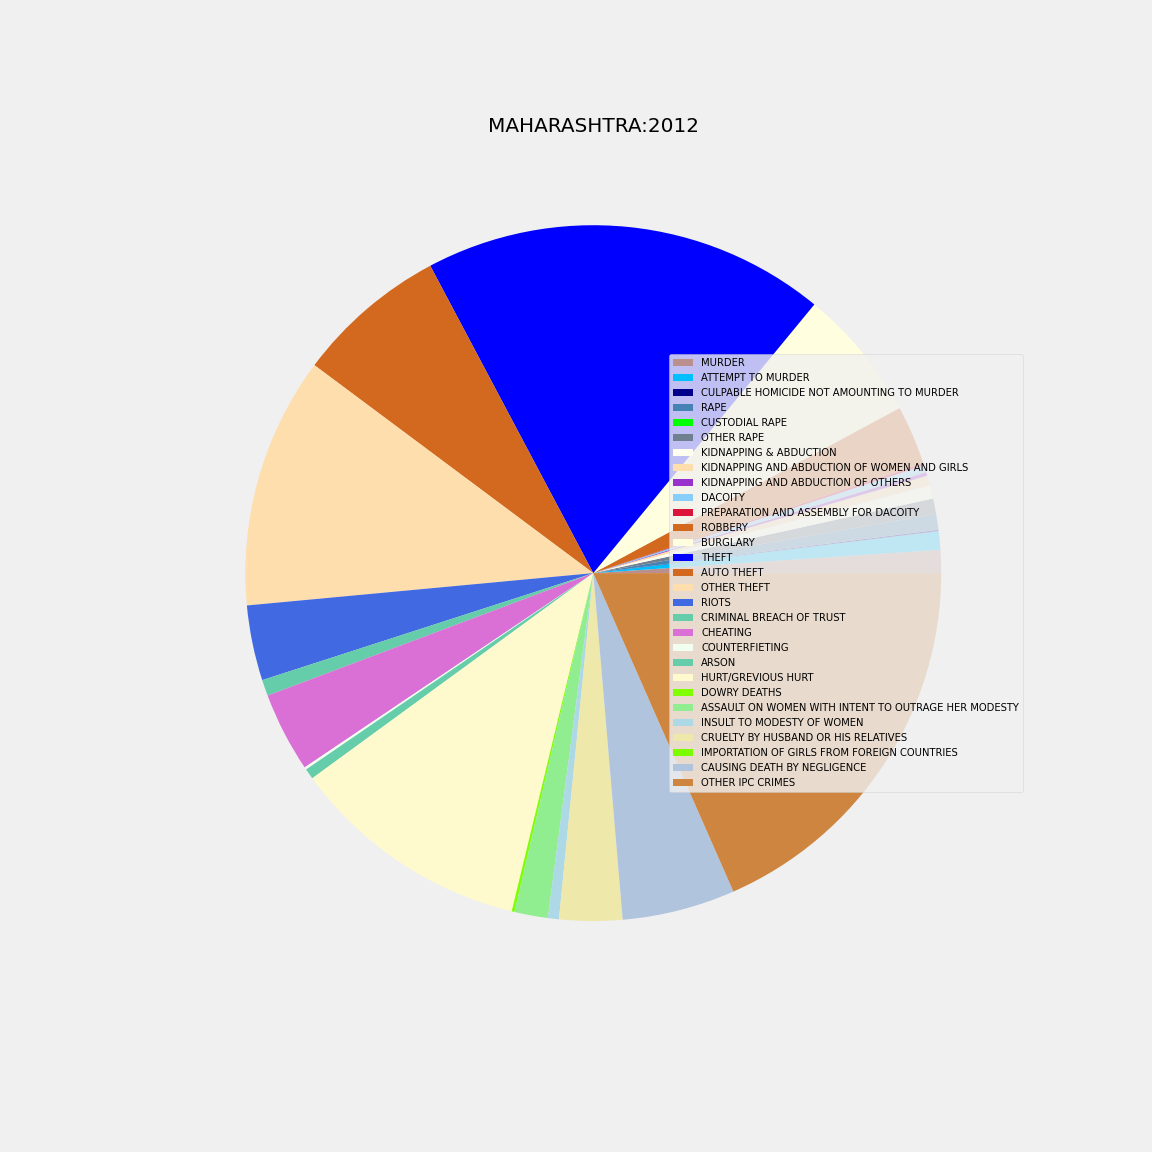 MAHARASHTRA:2012
MURDER
ATTEMPT TO MURDER
CULPABLE HOMICIDE NOT AMOUNTING TO MURDER
RAPE
CUSTODIAL RAPE
OTHER RAPE
KIDNAPPING & ABDUCTION
KIDNAPPING AND ABDUCTION OF WOMEN AND GIRLS
KIDNAPPING AND ABDUCTION OF OTHERS
DACOITY
PREPARATION AND ASSEMBLY FOR DACOITY
ROBBERY
BURGLARY
THEFT
AUTO THEFT
OTHER THEFT
RIOTS
CRIMINAL BREACH OF TRUST
CHEATING
COUNTERFIETING
ARSON
HURT/GREVIOUS HURT
DOWRY DEATHS
ASSAULT ON WOMEN WITH INTENT TO OUTRAGE HER MODESTY
INSULT TO MODESTY OF WOMEN
CRUELTY BY HUSBAND OR HIS RELATIVES
IMPORTATION OF GIRLS FROM FOREIGN COUNTRIES
CAUSING DEATH BY NEGLIGENCE
OTHER IPC CRIMES